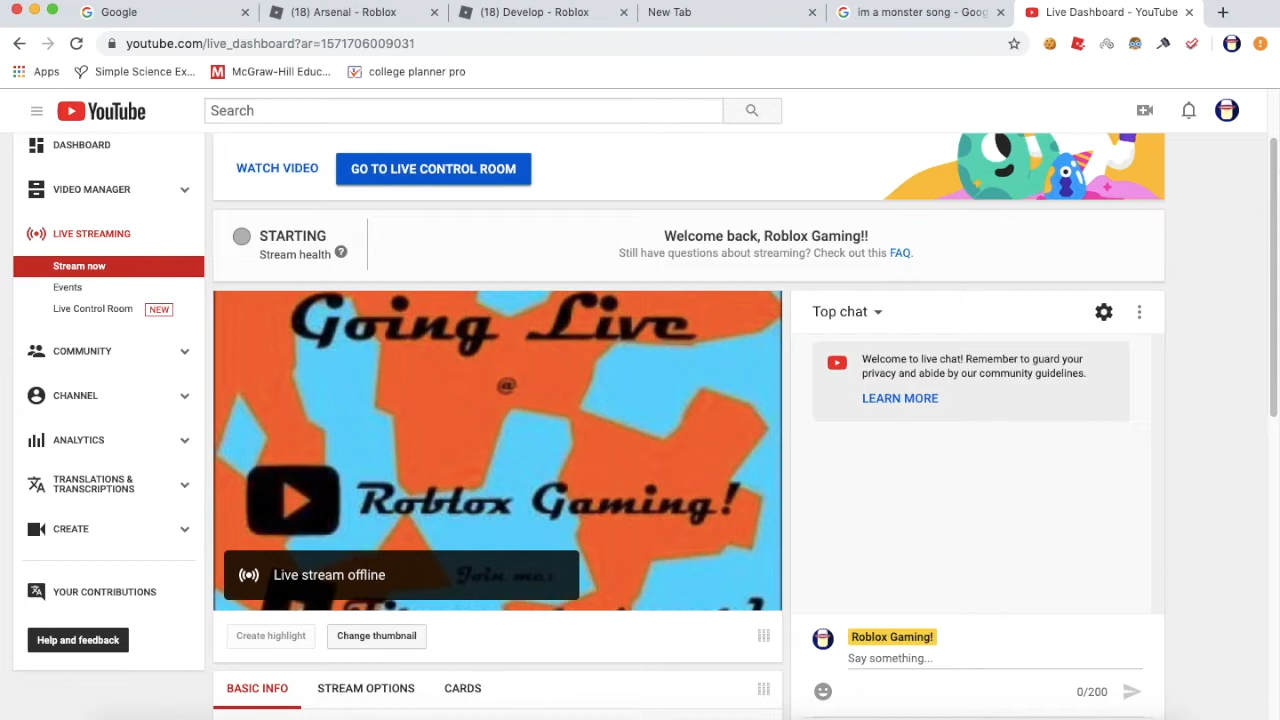 Google
(18) Arsenal - Roblox
(18) Develop - Roblox
New Tab
im a monster song - Goog
Live Dashboard - YouTube
youtube.com/live_dashboard?ar=1571706009031
Apps
Simple Science Ex...
McGraw-Hill Educ...
college planner pro
YouTube
Search
DASHBOARD
VIDEO MANAGER
LIVE STREAMING
Stream now
Events
Live Control Room NEW
COMMUNITY
CHANNEL
ANALYTICS
TRANSLATIONS &
TRANSCRIPTIONS
CREATE
YOUR CONTRIBUTIONS
Help and feedback
WATCH VIDEO
GO TO LIVE CONTROL ROOM
STARTING
Stream health ?
Welcome back, Roblox Gaming!!
Still have questions about streaming? Check out this FAQ.
Going Live
@
Roblox Gaming!
Live stream offline
Join me:
Create highlight
Change thumbnail
BASIC INFO
STREAM OPTIONS
CARDS
Top chat
Welcome to live chat! Remember to guard your
privacy and abide by our community guidelines.
LEARN MORE
Roblox Gaming!
Say something...
0/200